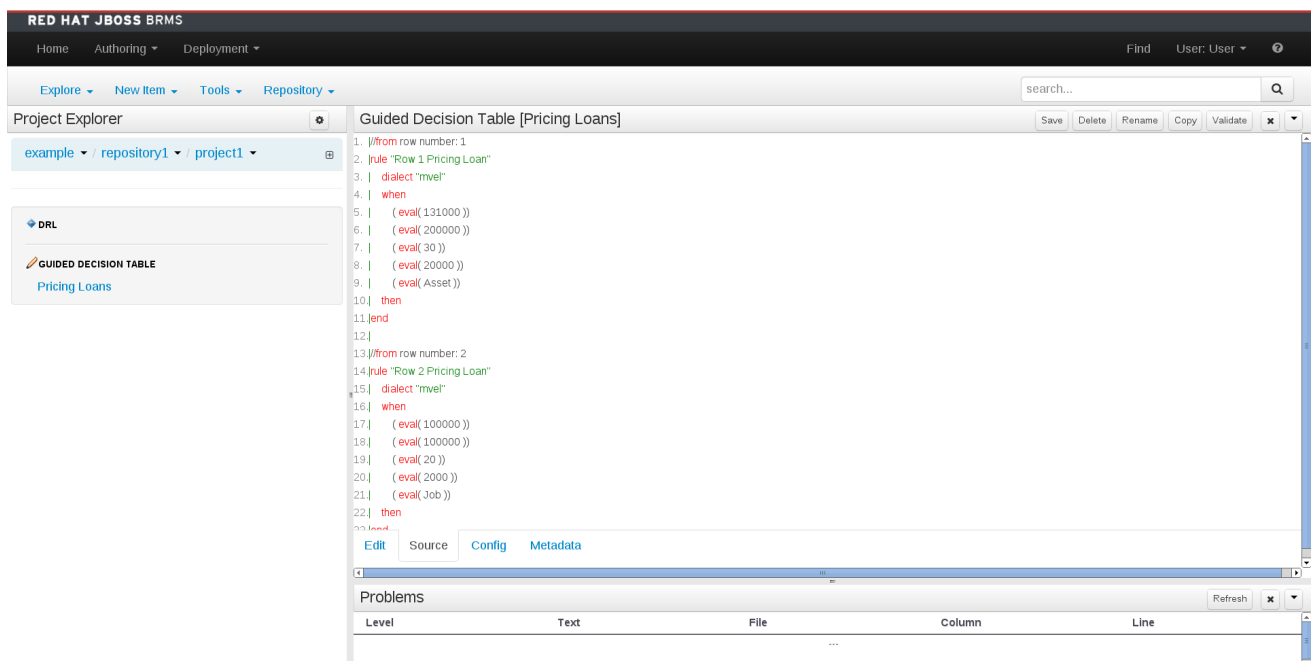 RED HAT JBOSS BRMS
Home Authoring Deployment Find User: User
Explore New Item Tools Repository search...
Project Explorer
example / repository1 / project1
DRL
GUIDED DECISION TABLE
Pricing Loans
Guided Decision Table [Pricing Loans] Save Delete Rename Copy Validate
1. |//from row number: 1
2. |rule "Row 1 Pricing Loan"
3. | dialect "mvel"
4. | when
5. | ( eval( 131000 ))
6. | ( eval( 200000 ))
7. | ( eval( 30 ))
8. | ( eval( 20000 ))
9. | ( eval( Asset ))
10.| then
11.|end
12.|
13.|//from row number: 2
14.|rule "Row 2 Pricing Loan"
15.| dialect "mvel"
16.| when
17.| ( eval( 100000 ))
18.| ( eval( 100000 ))
19.| ( eval( 20 ))
20.| ( eval( 2000 ))
21.| ( eval( Job ))
22.| then
23.|end
Edit Source Config Metadata
Problems Refresh
Level Text File Column Line
...